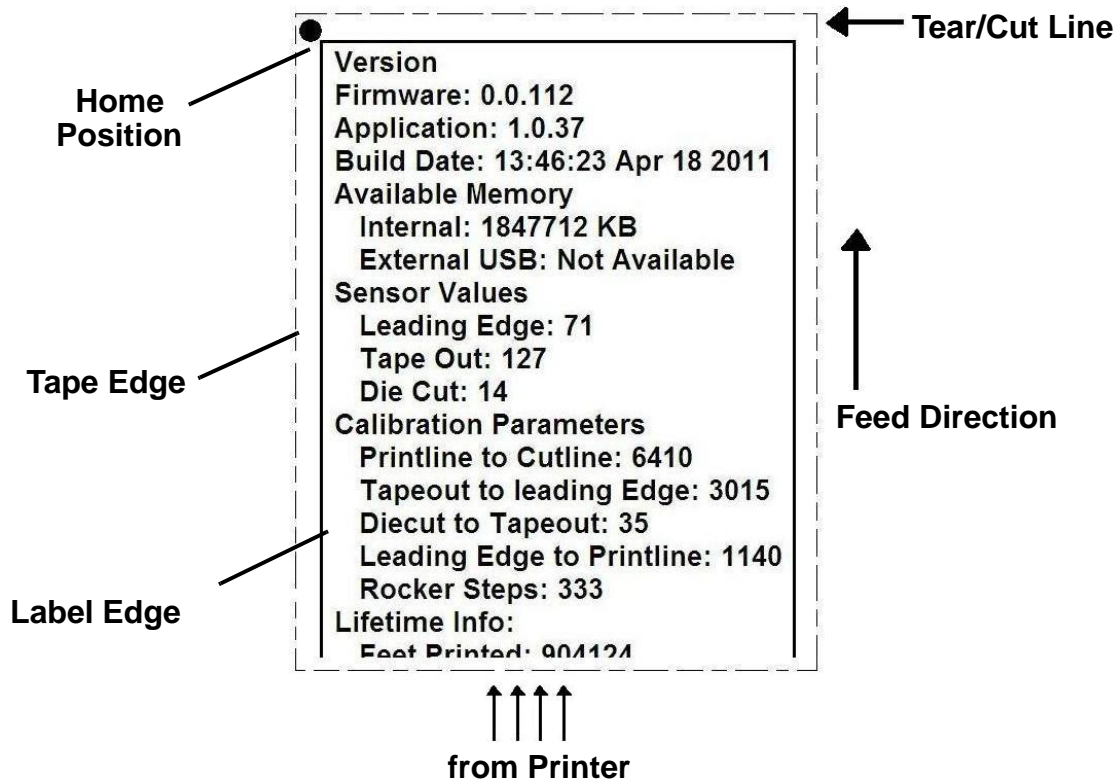 Tear/Cut Line
Home
Position
Version
Firmware: 0.0.112
Application: 1.0.37
Build Date: 13:46:23 Apr 18 2011
Available Memory
Internal: 1847712 KB
External USB: Not Available
Sensor Values
Leading Edge: 71
Tape Out: 127
Die Cut: 14
Calibration Parameters
Printline to Cutline: 6410
Tapeout to leading Edge: 3015
Diecut to Tapeout: 35
Leading Edge to Printline: 1140
Rocker Steps: 333
Lifetime Info:
Feet Printed: 904124
Tape Edge
Feed Direction
Label Edge
from Printer